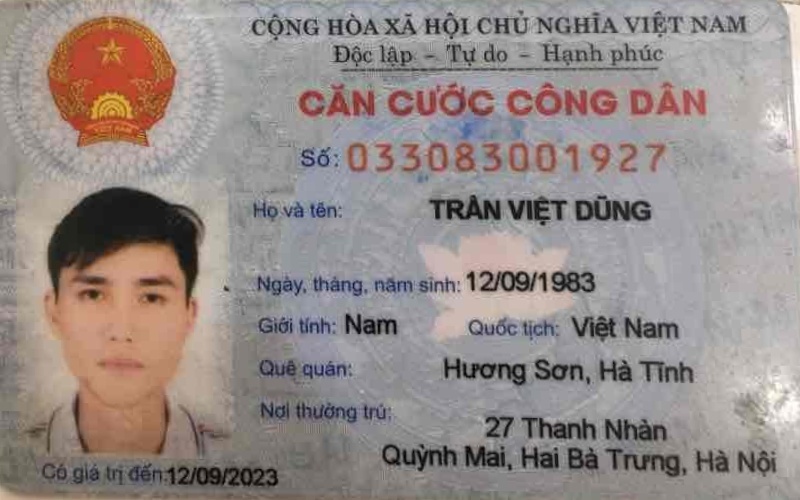 CỘNG HÒA XÃ HỘI CHỦ NGHĨA VIỆT NAM
Độc lập - Tự do - Hạnh phúc
CĂN CƯỚC CÔNG DÂN
Số: 033083001927
Họ và tên: TRẦN VIỆT DŨNG
Ngày, tháng, năm sinh: 12/09/1983
Giới tính: Nam Quốc tịch: Việt Nam
Quê quán: Hương Sơn, Hà Tĩnh
Nơi thường trú: 27 Thanh Nhàn
Quỳnh Mai, Hai Bà Trưng, Hà Nội
Có giá trị đến: 12/09/2023